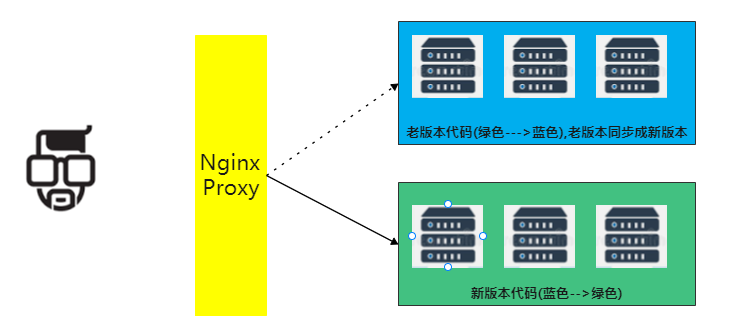 Nginx
Proxy
老版本代码(绿色--->蓝色),老版本同步成新版本
新版本代码(蓝色-->绿色)